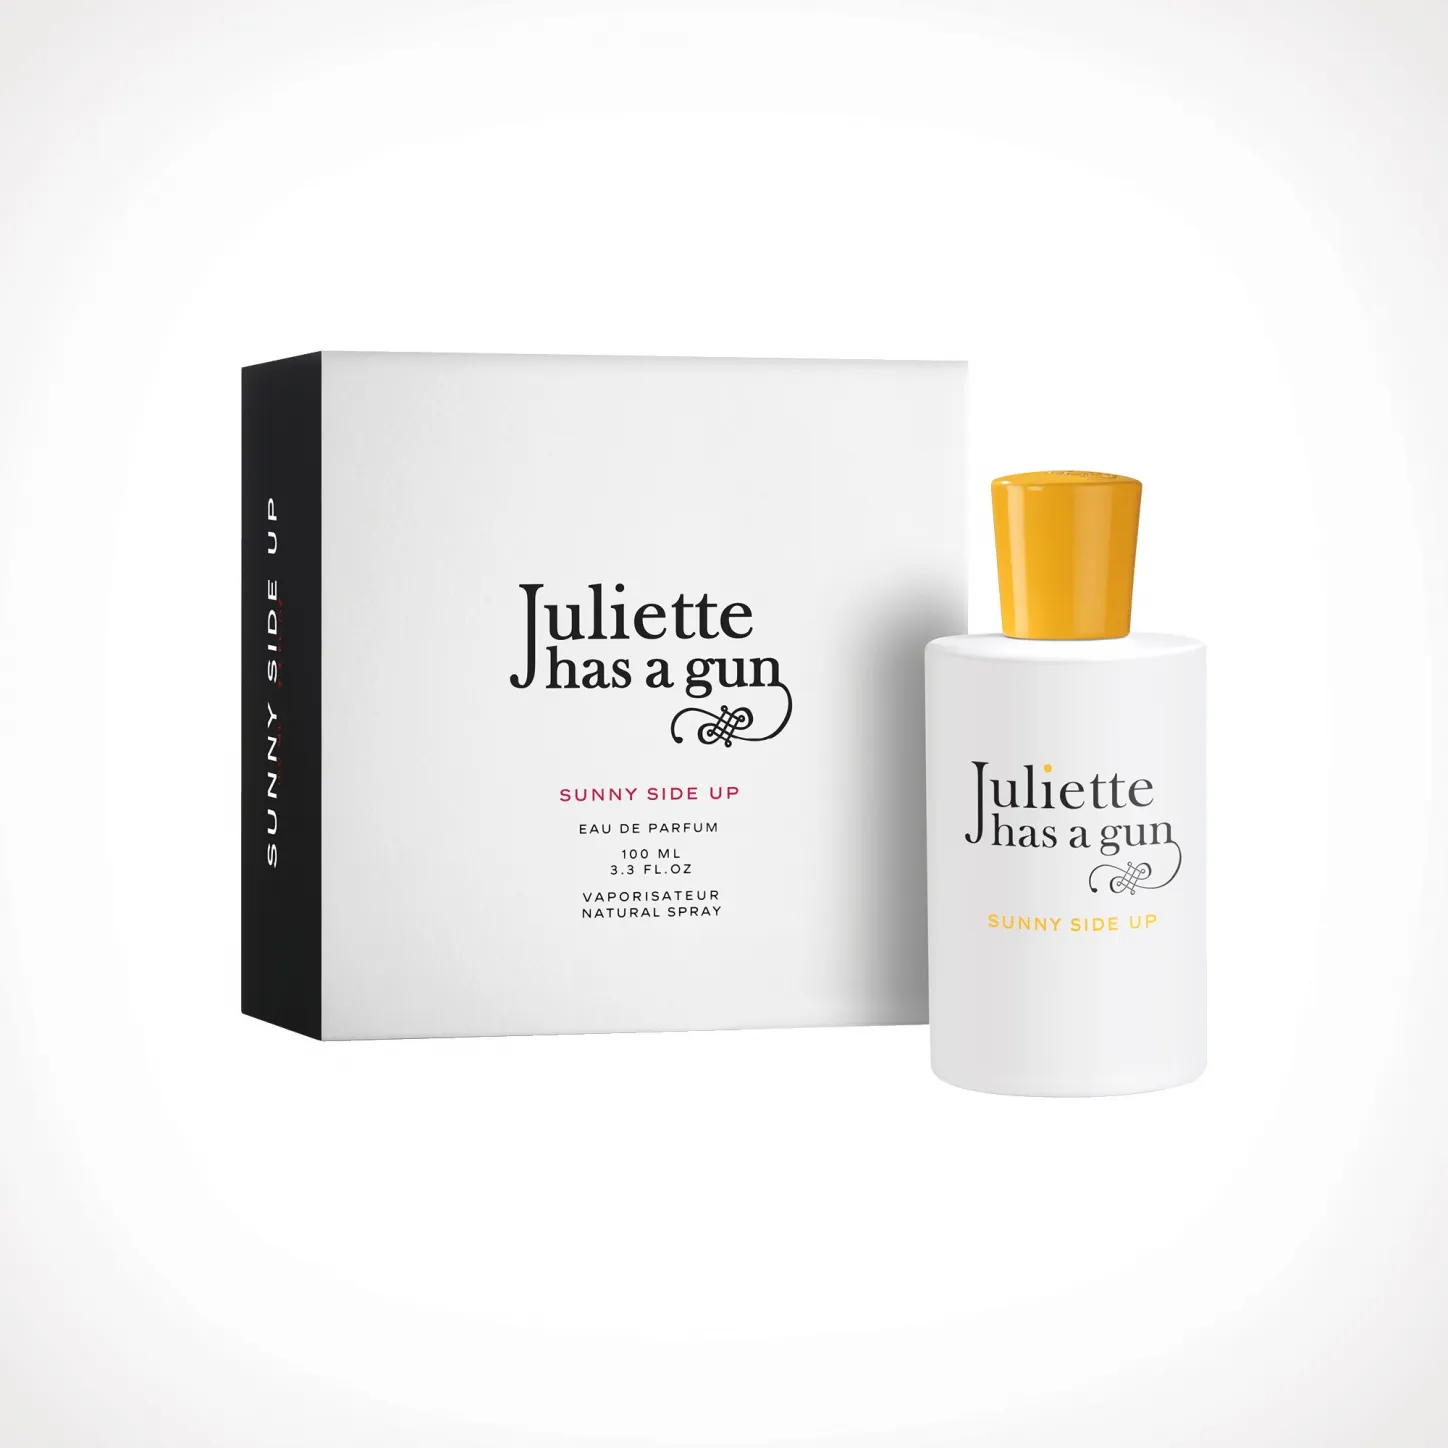 SUNNY SIDE UP
Juliette
has a gun
SUNNY SIDE UP
EAU DE PARFUM
100 ML
3.3 FL.OZ
VAPORISATEUR
NATURAL SPRAY
Juliette
has a gun
SUNNY SIDE UP